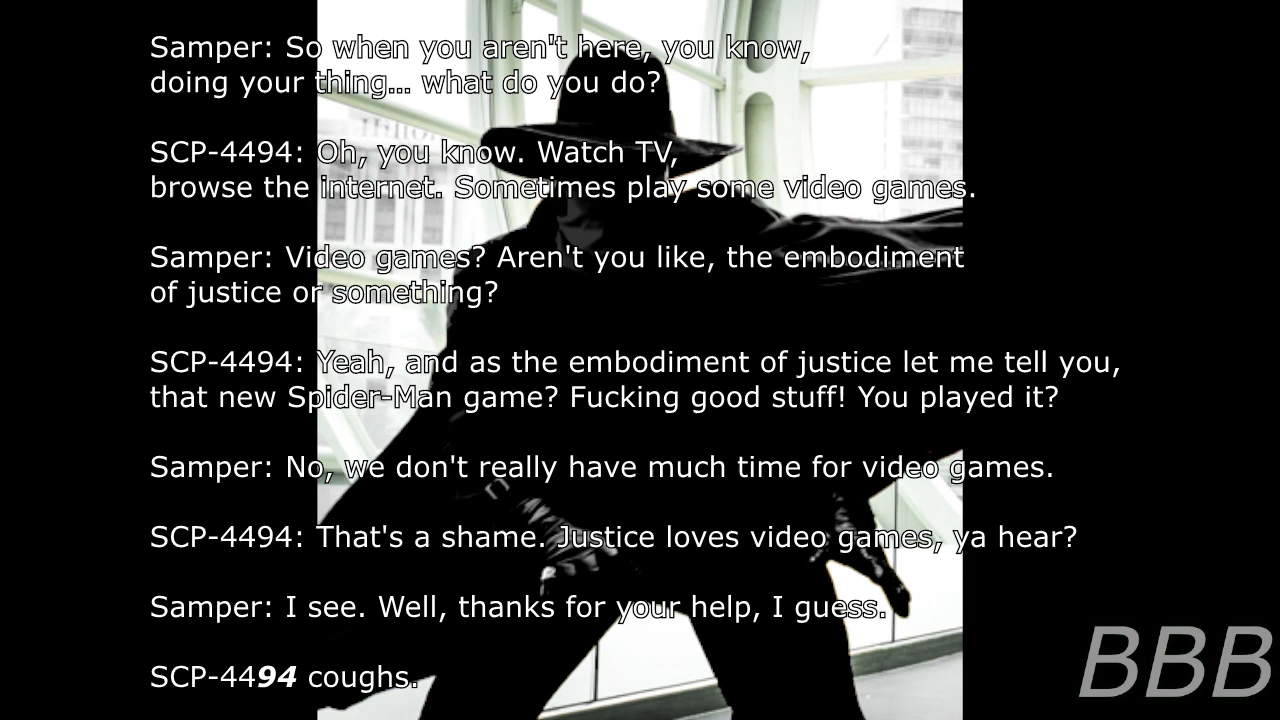 Samper: So when you aren't here, you know,
doing your thing... what do you do?
SCP-4494: Oh, you know. Watch TV,
browse the internet. Sometimes play some video games.
Samper: Video games? Aren't you like, the embodiment
of justice or something?
SCP-4494: Yeah, and as the embodiment of justice let me tell you,
that new Spider-Man game? Fucking good stuff! You played it?
Samper: No, we don't really have much time for video games.
SCP-4494: That's a shame. Justice loves video games, ya hear?
Samper: I see. Well, thanks for your help, I guess.
SCP-4494 coughs.
BBB